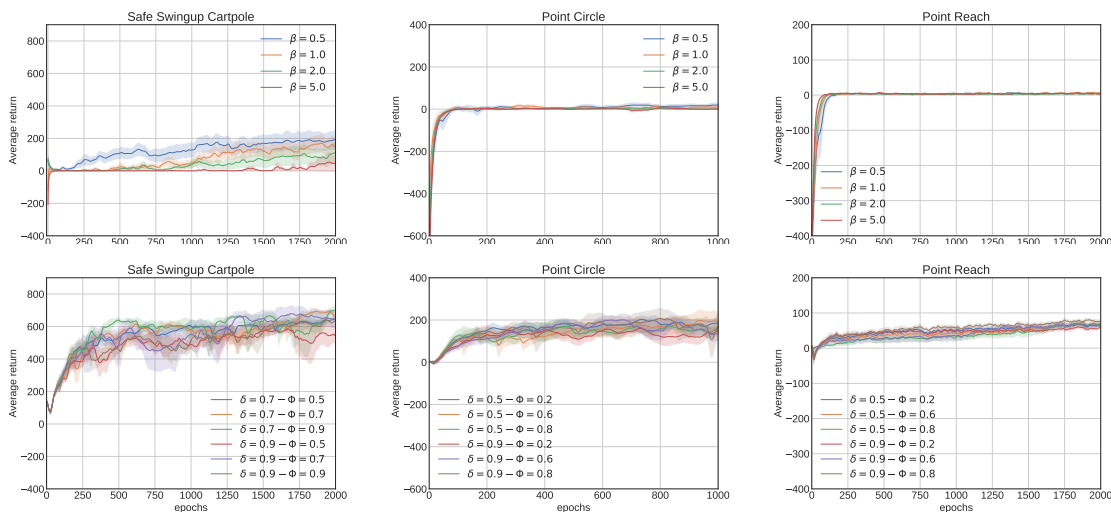 Safe Swingup Cartpole
800
600
400
200
0
−200
−400
Average return
0 250 500 750 1000 1250 1500 1750 2000
β = 0.5
β = 1.0
β = 2.0
β = 5.0
Point Circle
400
200
0
−200
−400
−600
Average return
0 200 400 600 800 1000
β = 0.5
β = 1.0
β = 2.0
β = 5.0
Point Reach
200
100
0
−100
−200
−300
−400
Average return
0 250 500 750 1000 1250 1500 1750 2000
β = 0.5
β = 1.0
β = 2.0
β = 5.0
Safe Swingup Cartpole
800
600
400
200
0
−200
−400
Average return
0 250 500 750 1000 1250 1500 1750 2000
epochs
δ = 0.7 − Φ = 0.5
δ = 0.7 − Φ = 0.7
δ = 0.7 − Φ = 0.9
δ = 0.9 − Φ = 0.5
δ = 0.9 − Φ = 0.7
δ = 0.9 − Φ = 0.9
Point Circle
400
200
0
−200
−400
−600
Average return
0 200 400 600 800 1000
epochs
δ = 0.5 − Φ = 0.2
δ = 0.5 − Φ = 0.6
δ = 0.5 − Φ = 0.8
δ = 0.9 − Φ = 0.2
δ = 0.9 − Φ = 0.6
δ = 0.9 − Φ = 0.8
Point Reach
200
100
0
−100
−200
−300
−400
Average return
0 250 500 750 1000 1250 1500 1750 2000
epochs
δ = 0.5 − Φ = 0.2
δ = 0.5 − Φ = 0.6
δ = 0.5 − Φ = 0.8
δ = 0.9 − Φ = 0.2
δ = 0.9 − Φ = 0.6
δ = 0.9 − Φ = 0.8